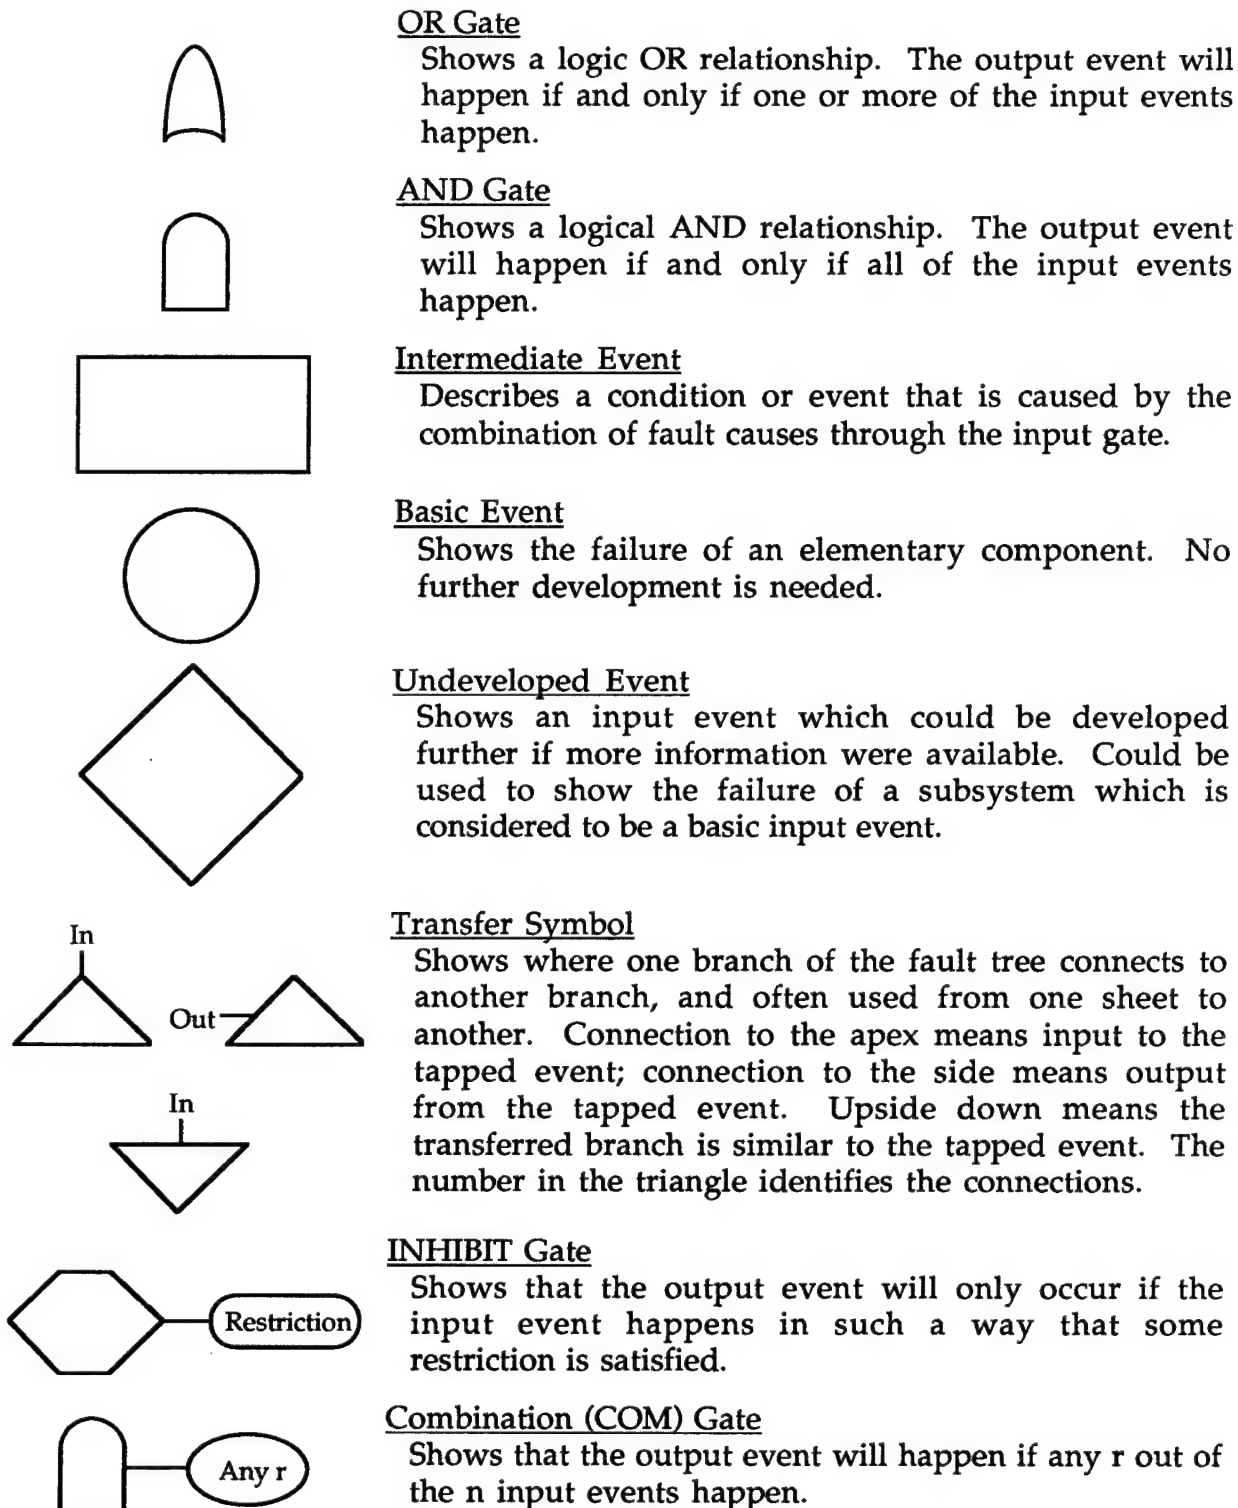 OR Gate
Shows a logic OR relationship. The output event will
happen if and only if one or more of the input events
happen.
AND Gate
Shows a logical AND relationship. The output event
will happen if and only if all of the input events
happen.
Intermediate Event
Describes a condition or event that is caused by the
combination of fault causes through the input gate.
Basic Event
Shows the failure of an elementary component. No
further development is needed.
Undeveloped Event
Shows an input event which could be developed
further if more information were available. Could be
used to show the failure of a subsystem which is
considered to be a basic input event.
In
Out
In
Transfer Symbol
Shows where one branch of the fault tree connects to
another branch, and often used from one sheet to
another. Connection to the apex means input to the
tapped event; connection to the side means output
from the tapped event. Upside down means the
transferred branch is similar to the tapped event. The
number in the triangle identifies the connections.
Restriction
INHIBIT Gate
Shows that the output event will only occur if the
input event happens in such a way that some
restriction is satisfied.
Any r
Combination (COM) Gate
Shows that the output event will happen if any r out of
the n input events happen.